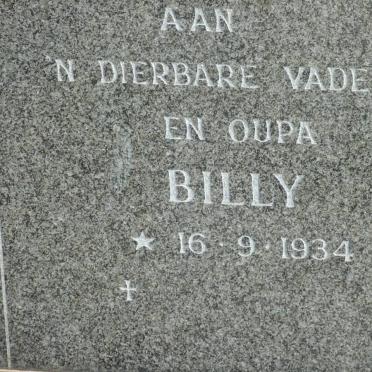 AAN
'N DIERBARE VADE
EN OUPA
BILLY
★ 16 · 9 · 1934
✝